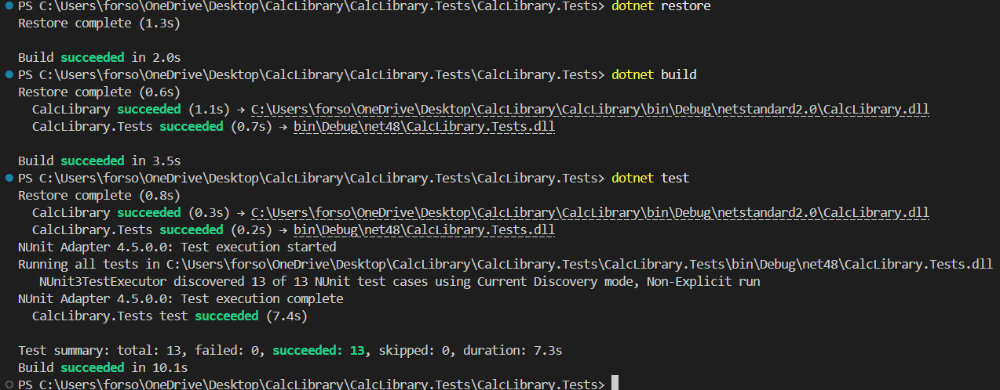 PS C:\Users\forso\OneDrive\Desktop\CalcLibrary\CalcLibrary.Tests\CalcLibrary.Tests> dotnet restore
Restore complete (1.3s)
Build succeeded in 2.0s
PS C:\Users\forso\OneDrive\Desktop\CalcLibrary\CalcLibrary.Tests\CalcLibrary.Tests> dotnet build
Restore complete (0.6s)
CalcLibrary succeeded (1.1s) → C:\Users\forso\OneDrive\Desktop\CalcLibrary\CalcLibrary\bin\Debug\netstandard2.0\CalcLibrary.dll
CalcLibrary.Tests succeeded (0.7s) → bin\Debug\net48\CalcLibrary.Tests.dll
Build succeeded in 3.5s
PS C:\Users\forso\OneDrive\Desktop\CalcLibrary\CalcLibrary.Tests\CalcLibrary.Tests> dotnet test
Restore complete (0.8s)
CalcLibrary succeeded (0.3s) → C:\Users\forso\OneDrive\Desktop\CalcLibrary\CalcLibrary\bin\Debug\netstandard2.0\CalcLibrary.dll
CalcLibrary.Tests succeeded (0.2s) → bin\Debug\net48\CalcLibrary.Tests.dll
NUnit Adapter 4.5.0.0: Test execution started
Running all tests in C:\Users\forso\OneDrive\Desktop\CalcLibrary\CalcLibrary.Tests\CalcLibrary.Tests\bin\Debug\net48\CalcLibrary.Tests.dll
NUnit3TestExecutor discovered 13 of 13 NUnit test cases using Current Discovery mode, Non-Explicit run
NUnit Adapter 4.5.0.0: Test execution complete
CalcLibrary.Tests test succeeded (7.4s)
Test summary: total: 13, failed: 0, succeeded: 13, skipped: 0, duration: 7.3s
Build succeeded in 10.1s
PS C:\Users\forso\OneDrive\Desktop\CalcLibrary\CalcLibrary.Tests\CalcLibrary.Tests>